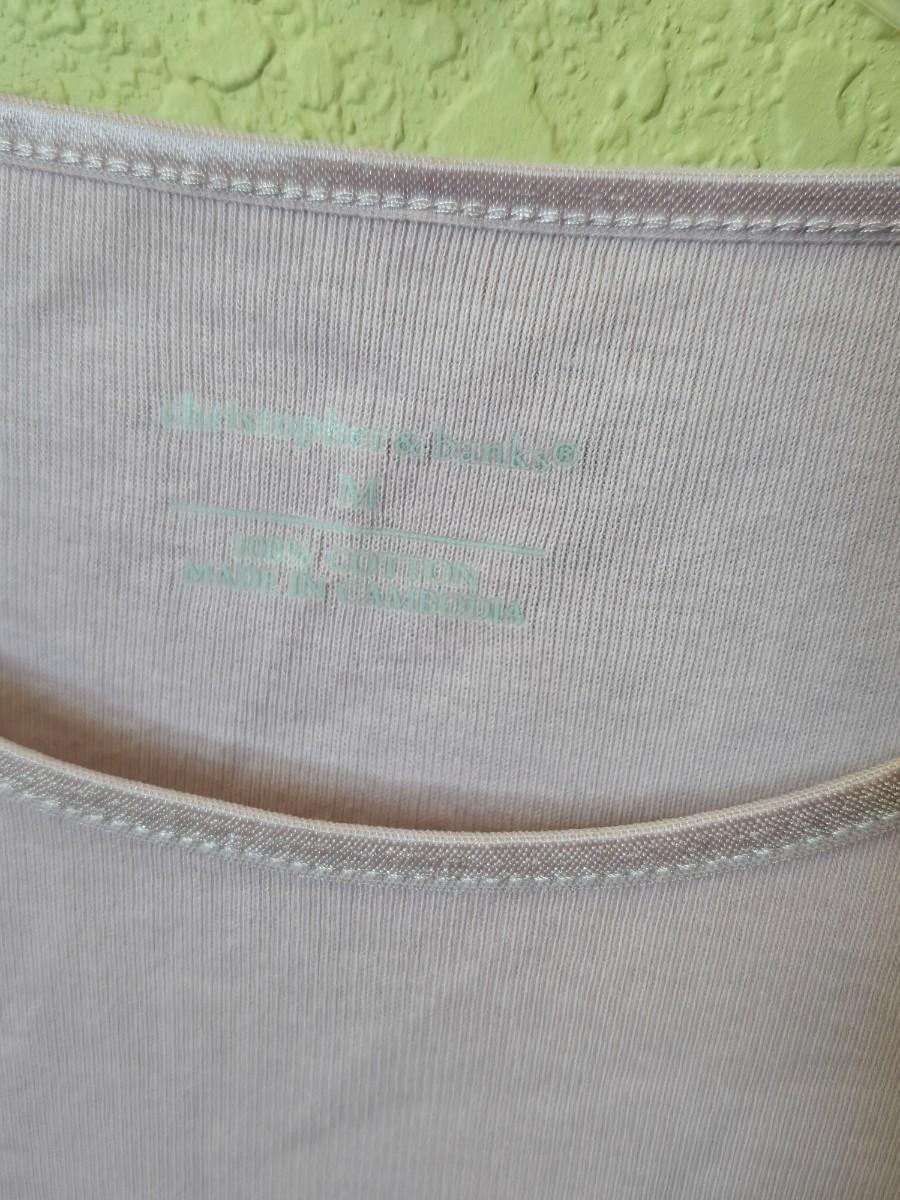 christopher & banks®
M
100% COTTON
MADE IN CAMBODIA